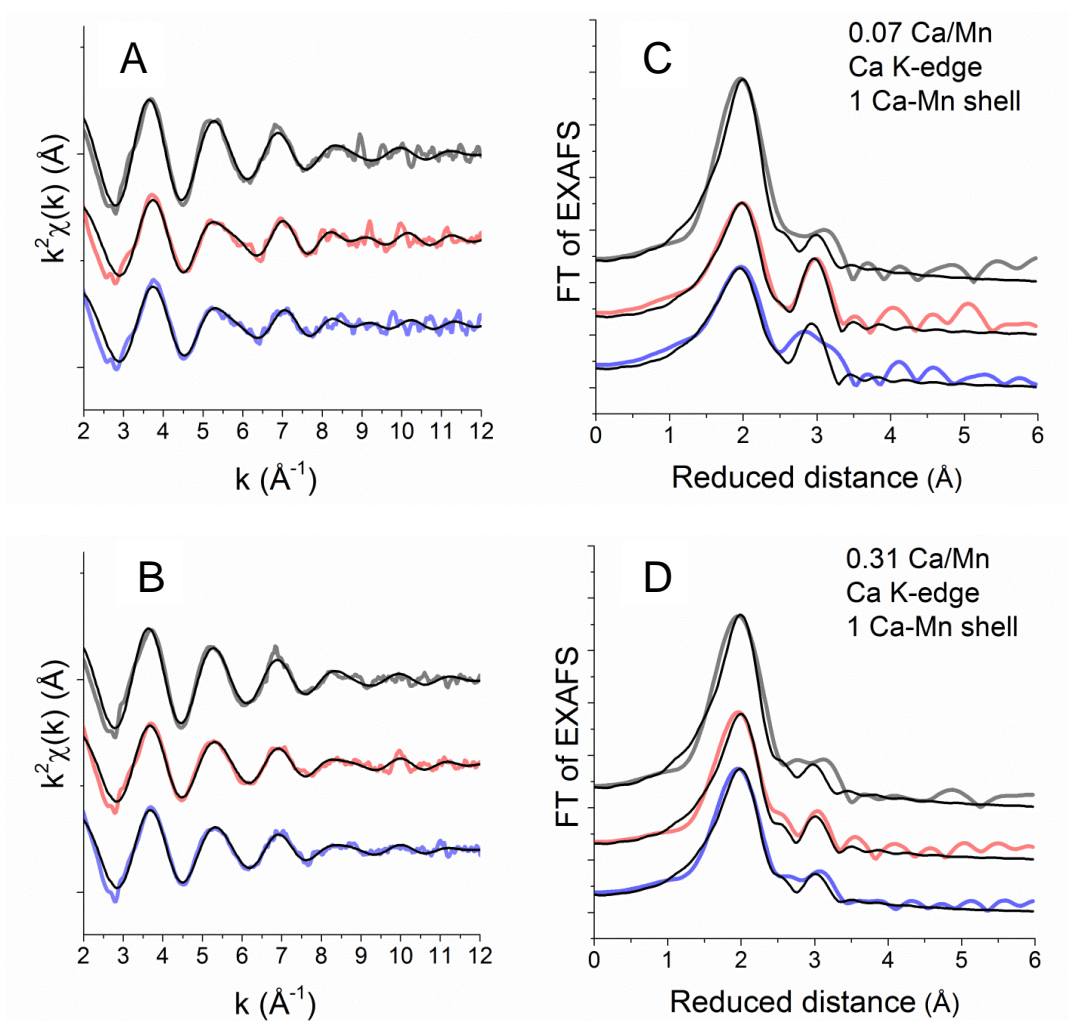 A
k²χ(k) (Å)
2 3 4 5 6 7 8 9 10 11 12
k (Å⁻¹)
C
0.07 Ca/Mn
Ca K-edge
1 Ca-Mn shell
FT of EXAFS
0 1 2 3 4 5 6
Reduced distance (Å)
B
k²χ(k) (Å)
2 3 4 5 6 7 8 9 10 11 12
k (Å⁻¹)
D
0.31 Ca/Mn
Ca K-edge
1 Ca-Mn shell
FT of EXAFS
0 1 2 3 4 5 6
Reduced distance (Å)